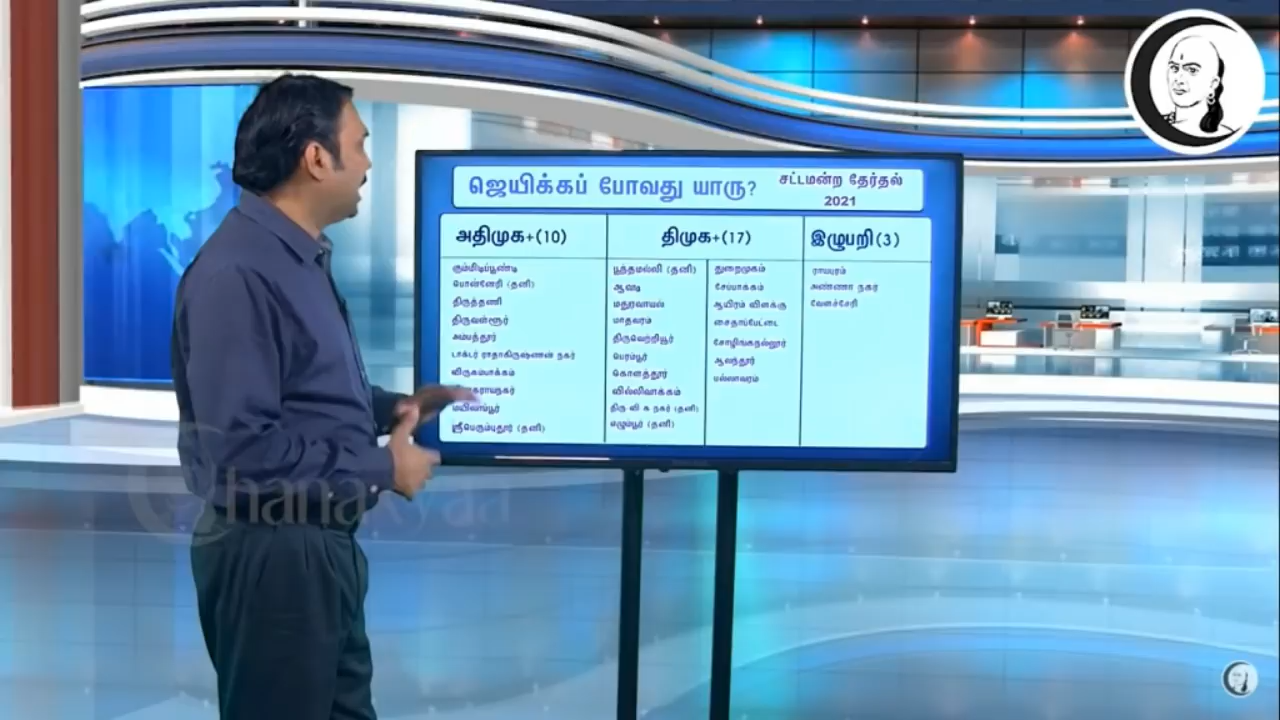 ஜெயிக்கப் போவது யாரு?
சட்டமன்ற தேர்தல்
2021
அதிமுக+(10)
கும்மிடிப்பூண்டி
பொன்னேரி (தனி)
திருத்தணி
திருவள்ளூர்
அம்பத்தூர்
டாக்டர் ராதாகிருஷ்ணன் நகர்
விருகம்பாக்கம்
மயிலாப்பூர்
ஸ்ரீபெரும்புதூர் (தனி)
திமுக+(17)
பூந்தமல்லி (தனி)
ஆவடி
மதுரவாயல்
மாதவரம்
திருவொற்றியூர்
பெரம்பூர்
கொளத்தூர்
வில்லிவாக்கம்
திரு வி க நகர் (தனி)
எழும்பூர் (தனி)
துறைமுகம்
சேப்பாக்கம்
ஆயிரம் விளக்கு
சைதாப்பேட்டை
சோழிங்கநல்லூர்
ஆலந்தூர்
பல்லாவரம்
இழுபறி(3)
ராயபுரம்
அண்ணா நகர்
வேளச்சேரி